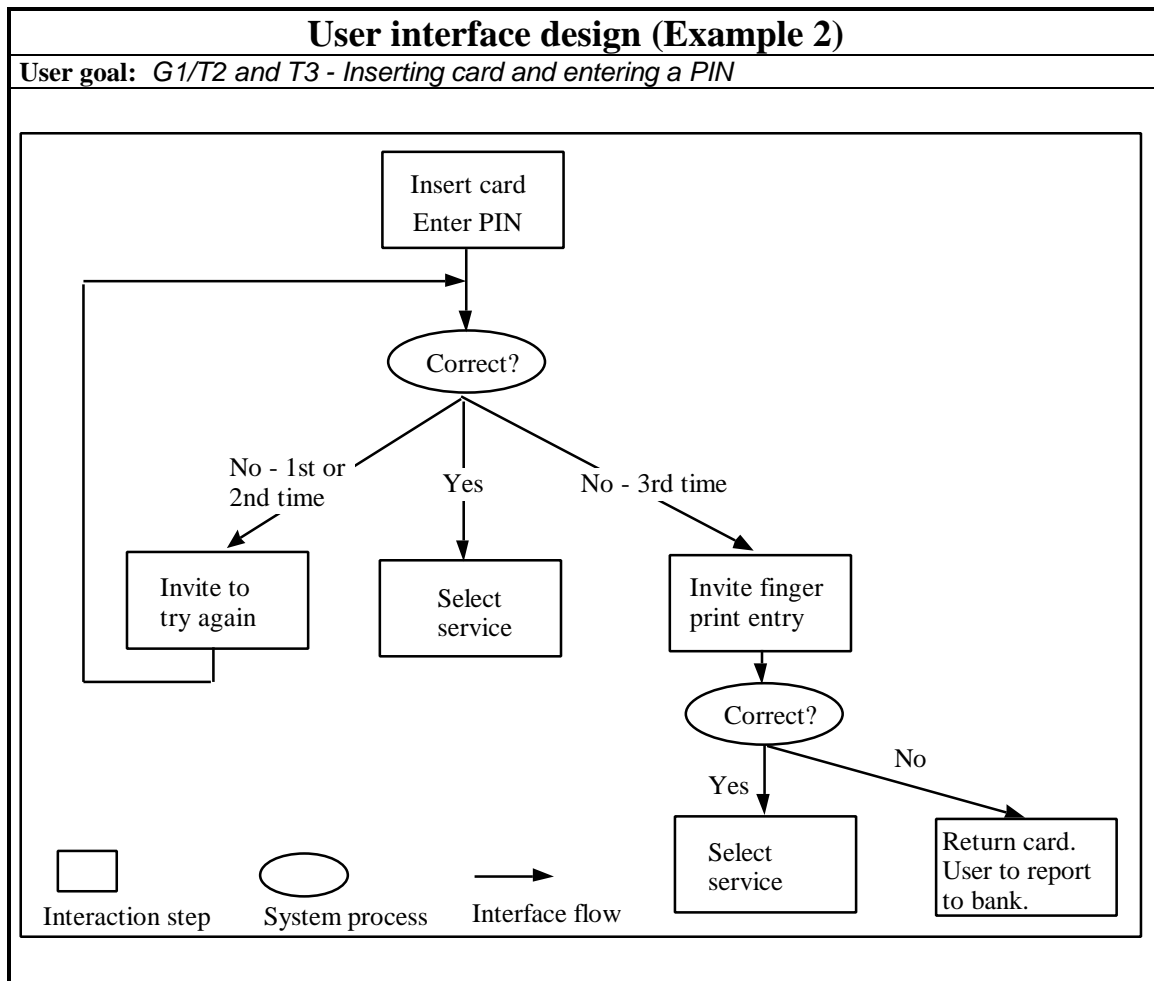 User interface design (Example 2)
User goal: G1/T2 and T3 - Inserting card and entering a PIN
Insert card
Enter PIN
Correct?
No - 1st or
2nd time
Yes
No - 3rd time
Invite to
try again
Select
service
Invite finger
print entry
Correct?
Yes
No
Select
service
Return card.
User to report
to bank.
Interaction step
System process
Interface flow